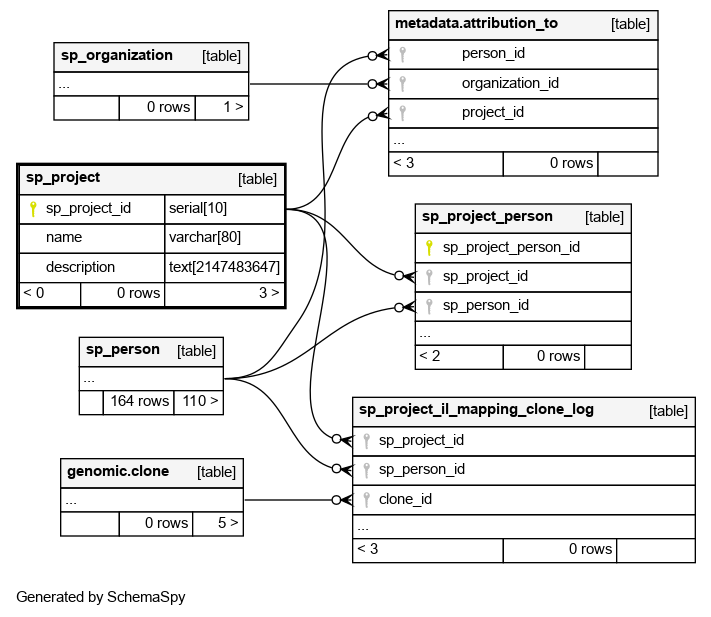 sp_organization [table]
...
0 rows 1 >
metadata.attribution_to [table]
person_id
organization_id
project_id
...
< 3 0 rows
sp_project [table]
sp_project_id serial[10]
name varchar[80]
description text[2147483647]
< 0 0 rows 3 >
sp_project_person [table]
sp_project_person_id
sp_project_id
sp_person_id
...
< 2 0 rows
sp_person [table]
...
164 rows 110 >
sp_project_il_mapping_clone_log [table]
sp_project_id
sp_person_id
clone_id
...
< 3 0 rows
genomic.clone [table]
...
0 rows 5 >
Generated by SchemaSpy